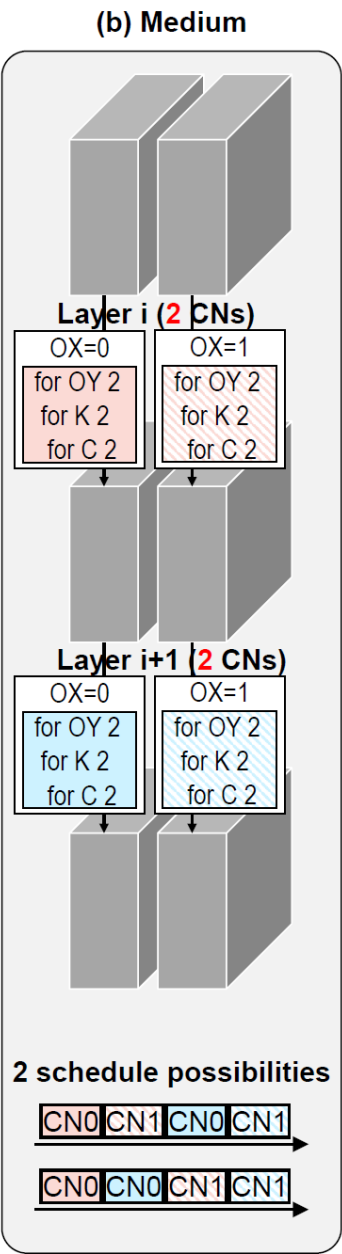 (b) Medium
Layer i (2 CNs)
OX=0
for OY 2
for K 2
for C 2
OX=1
for OY 2
for K 2
for C 2
Layer i+1 (2 CNs)
OX=0
for OY 2
for K 2
for C 2
OX=1
for OY 2
for K 2
for C 2
2 schedule possibilities
CN0 CN1 CN0 CN1
CN0 CN0 CN1 CN1